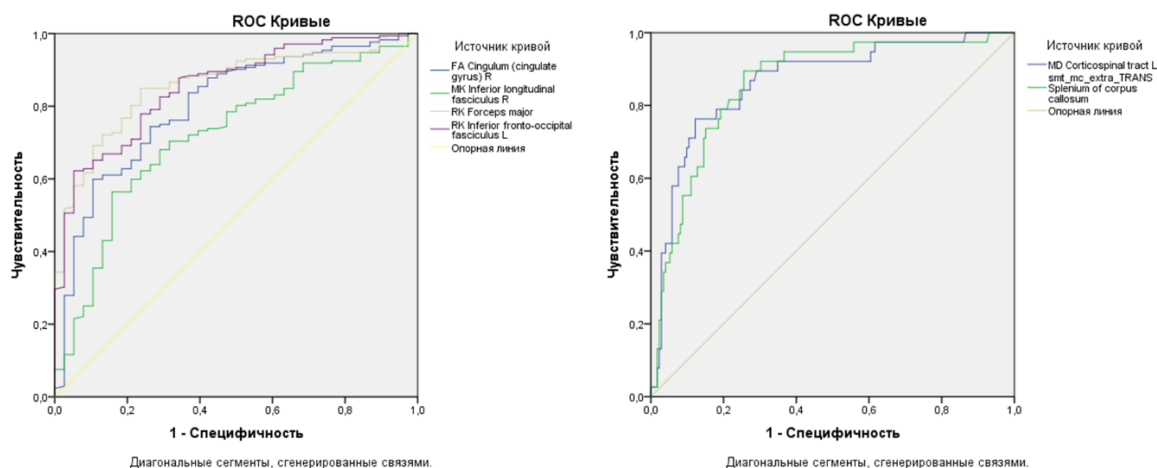 ROC Кривые
1,0
0,8
0,6
0,4
0,2
0,0
0,0
0,2
0,4
0,6
0,8
1,0
Чувствительность
1 - Специфичность
Источник кривой
FA Cingulum (cingulate
gyrus) R
MK Inferior longitudinal
fasciculus R
RK Forceps major
RK Inferior fronto-occipital
fasciculus L
Опорная линия
Диагональные сегменты, сгенерированные связями.
ROC Кривые
1,0
0,8
0,6
0,4
0,2
0,0
0,0
0,2
0,4
0,6
0,8
1,0
Чувствительность
1 - Специфичность
Источник кривой
MD Corticospinal tract L
smt_mc_extra_TRANS
Splenium of corpus
callosum
Опорная линия
Диагональные сегменты, сгенерированные связями.